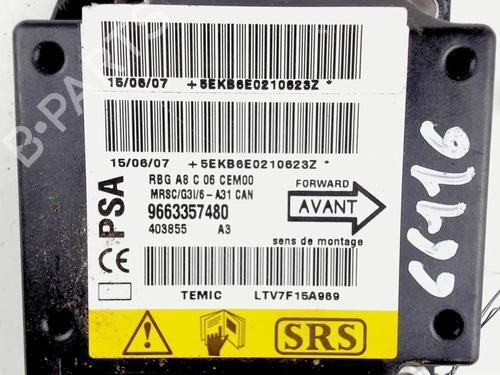 15/06/07 +5EKB6E0210623Z *
15/06/07 +5EKB6E0210623Z *
PSA
RBG A8 C 06 CEM00
MRSC/G3I/6 - A31 CAN
9663357480
403855 A3
FORWARD
AVANT
sens de montage
CE
TEMIC LTV7F15A969
SRS
66116
B-PARTS